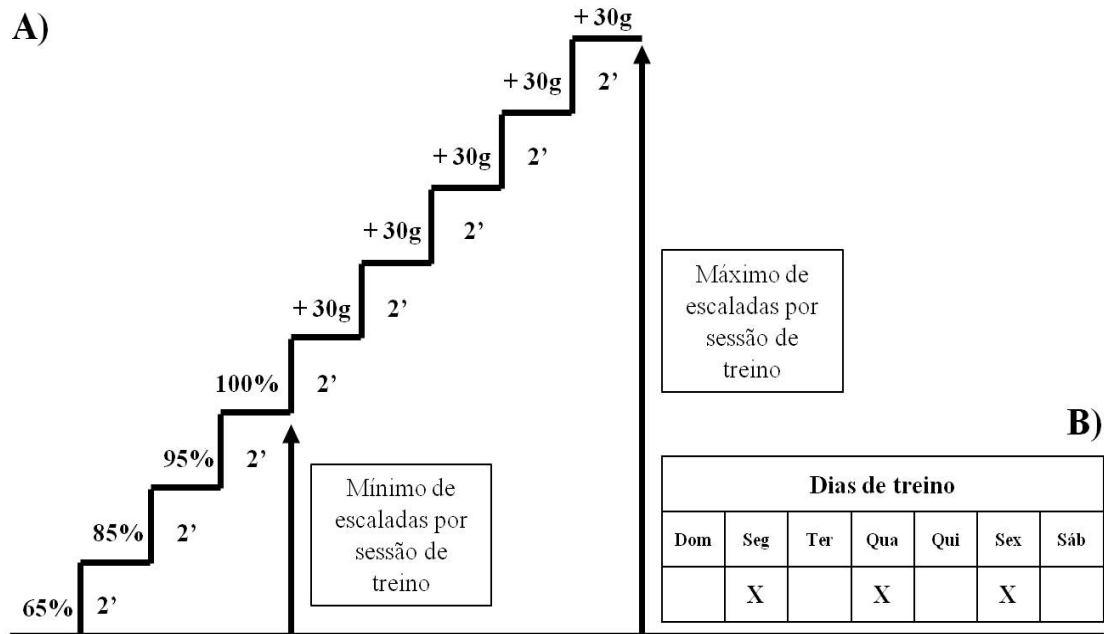 A)
+ 30g
+ 30g
2’
+ 30g
2’
+ 30g
2’
+ 30g
2’
100%
2’
95%
2’
85%
2’
65%
2’
Mínimo de
escaladas por
sessão de
treino
Máximo de
escaladas por
sessão de
treino
B)
Dias de treino
Dom Seg Ter Qua Qui Sex Sáb
X X X